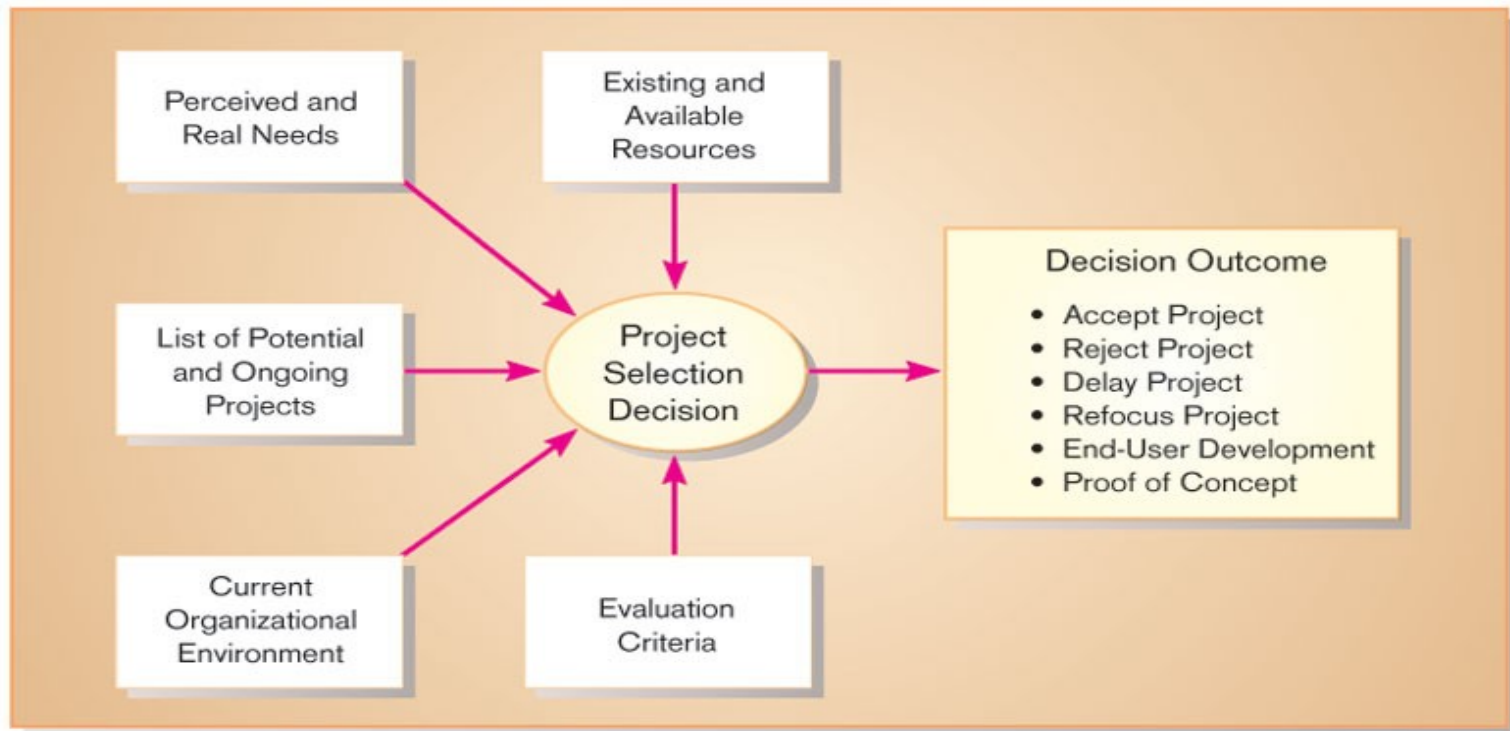 Perceived and
Real Needs
Existing and
Available
Resources
List of Potential
and Ongoing
Projects
Project
Selection
Decision
Decision Outcome
• Accept Project
• Reject Project
• Delay Project
• Refocus Project
• End-User Development
• Proof of Concept
Current
Organizational
Environment
Evaluation
Criteria